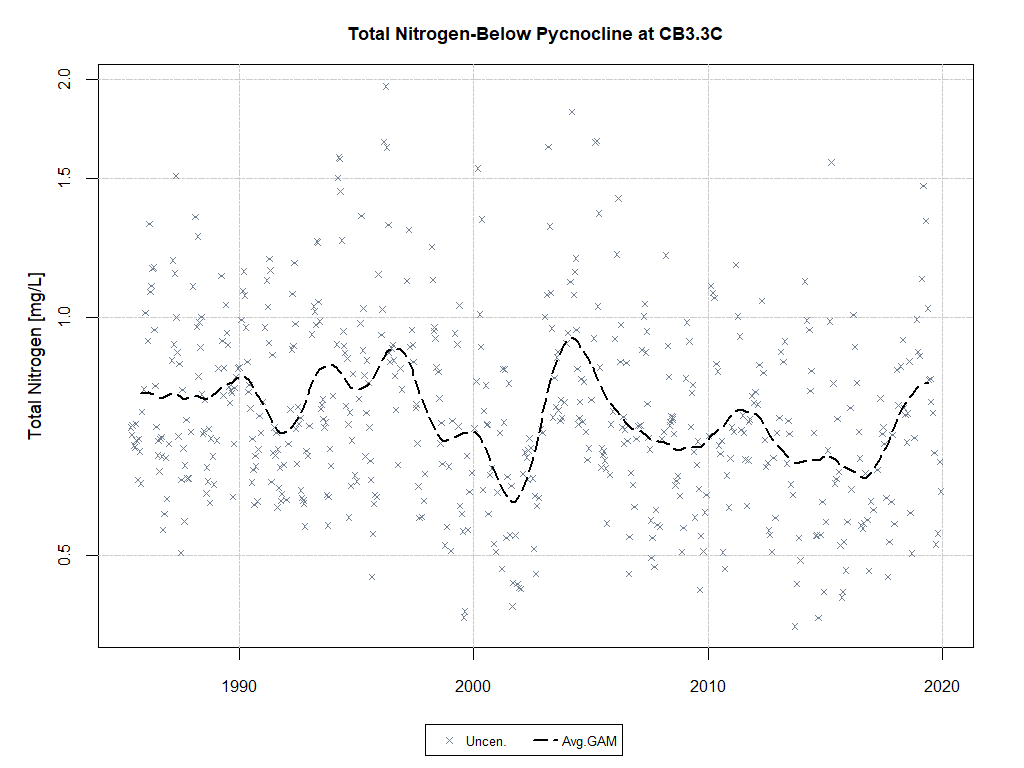 Total Nitrogen-Below Pycnocline at CB3.3C
Total Nitrogen [mg/L]
2.0
1.5
1.0
0.5
1990 2000 2010 2020
Uncen. Avg.GAM